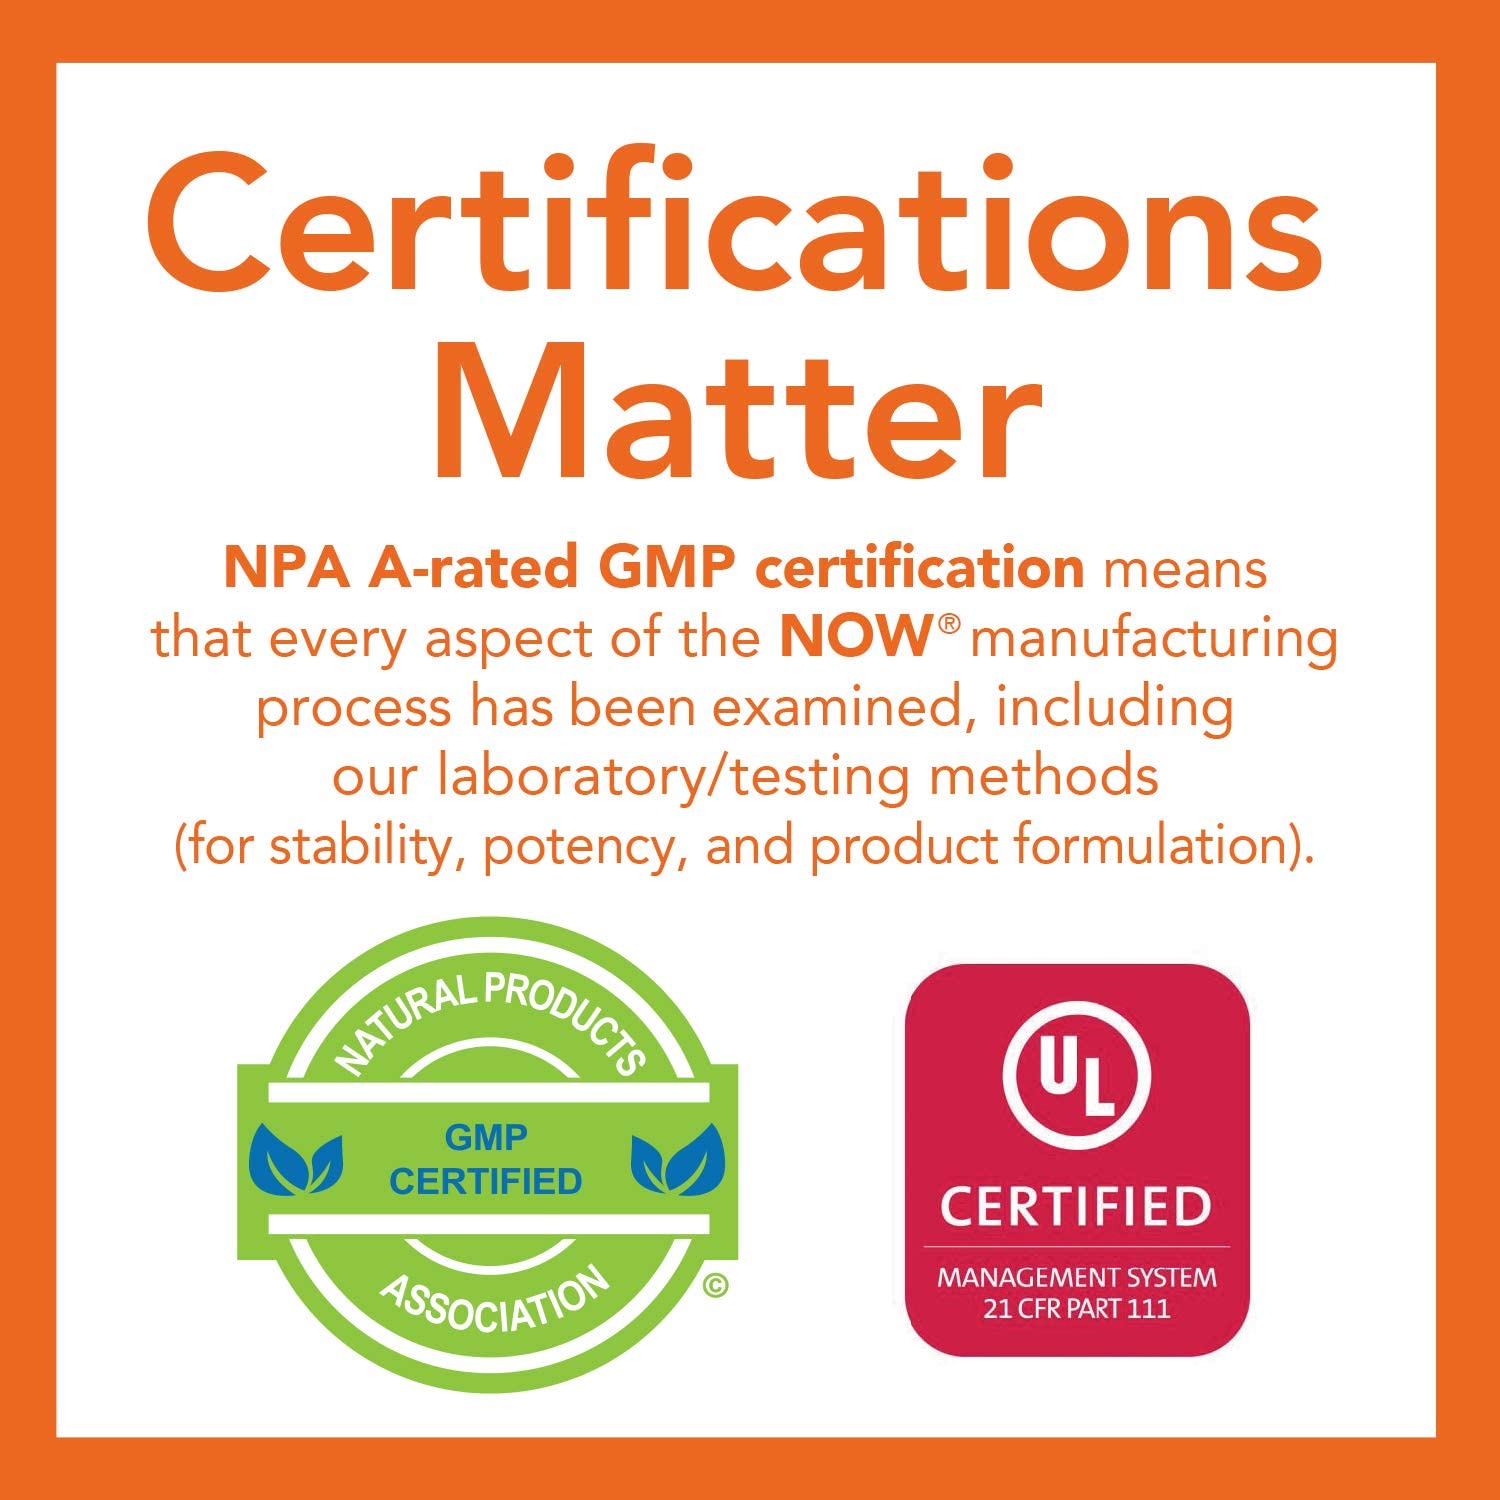 Certifications
Matter
NPA A-rated GMP certification means
that every aspect of the NOW® manufacturing
process has been examined, including
our laboratory/testing methods
(for stability, potency, and product formulation).
NATURAL PRODUCTS
GMP
CERTIFIED
ASSOCIATION
©
UL
CERTIFIED
MANAGEMENT SYSTEM
21 CFR PART 111